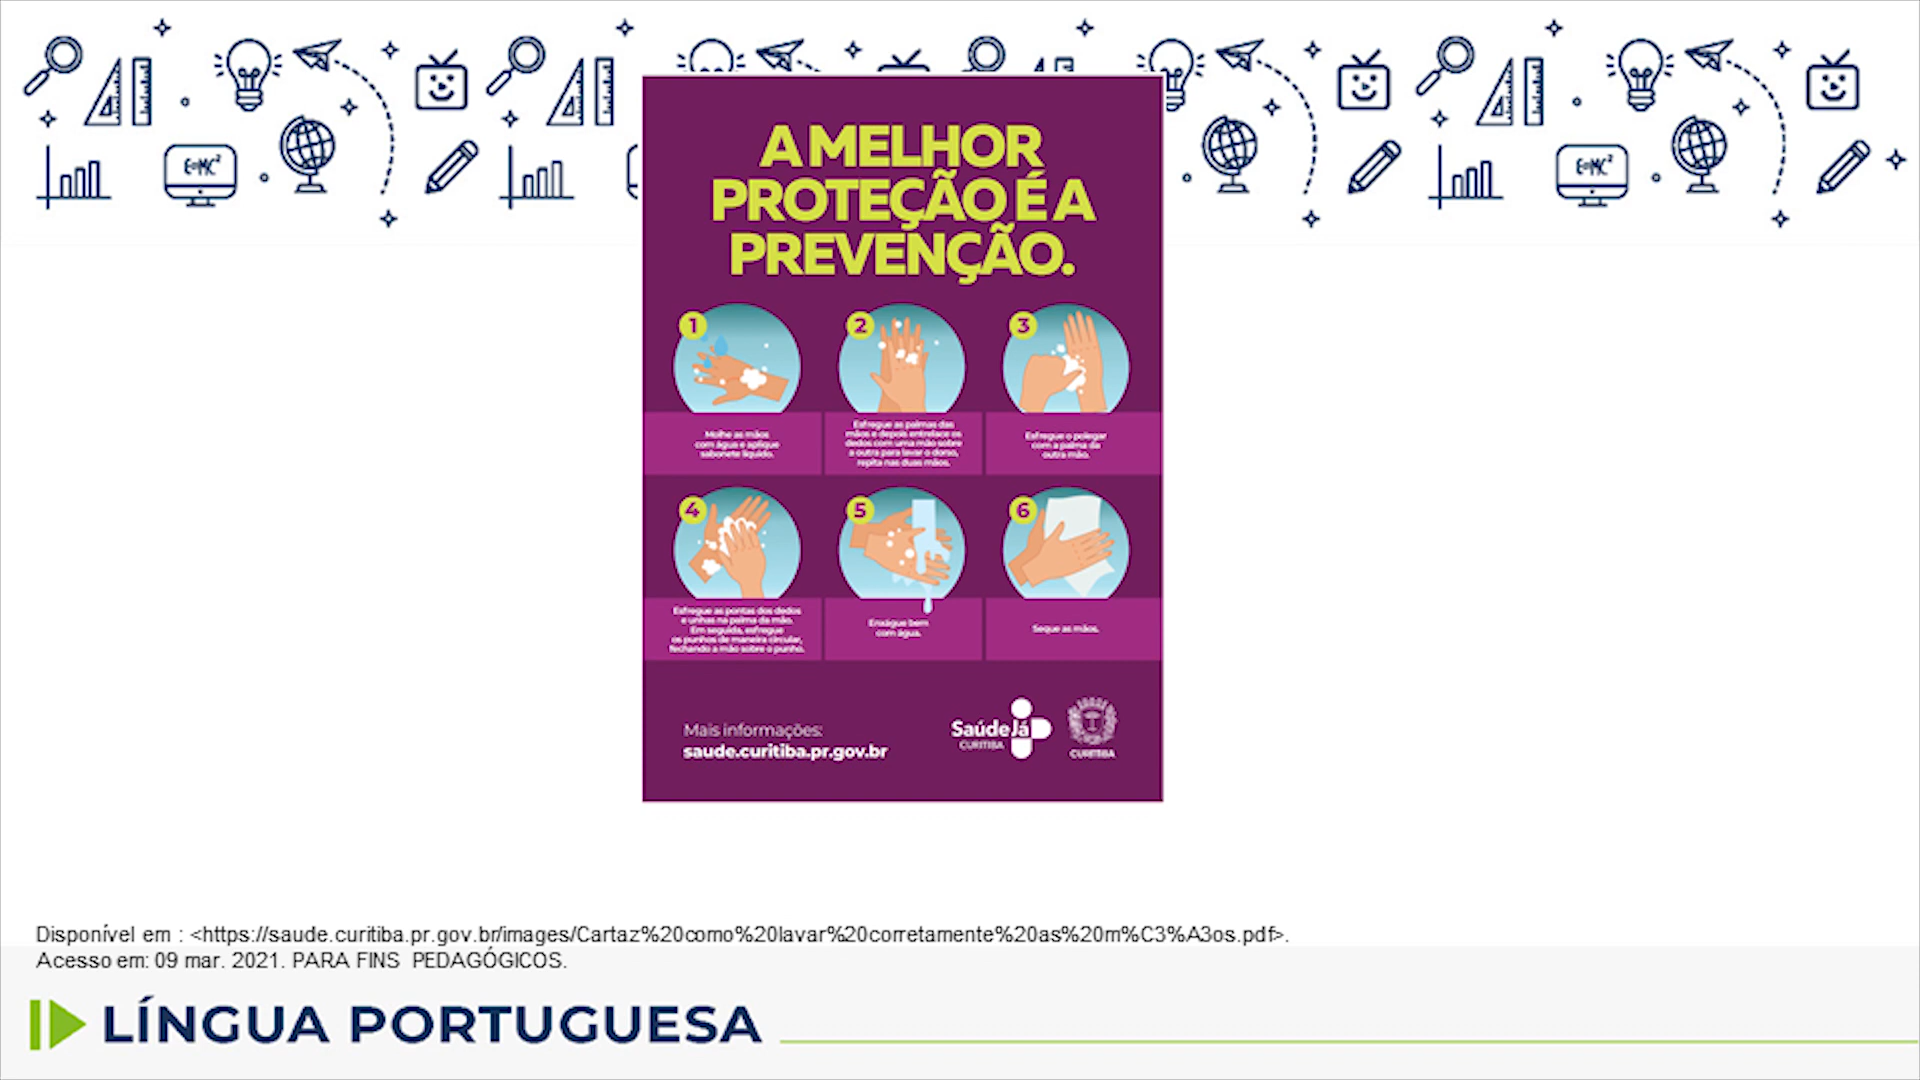 E=MC²
E=MC²
A MELHOR
PROTEÇÃO É A
PREVENÇÃO.
1
2
3
Molhe as mãos
com água e aplique
sabonete líquido.
Esfregue as palmas das
mãos e depois entrelace os
dedos com uma mão sobre
a outra para lavar o dorso,
repita nas duas mãos.
Esfregue o polegar
com a palma da
outra mão.
4
5
6
Esfregue as pontas dos dedos
e unhas na palma da mão.
Em seguida, esfregue
os punhos de maneira circular,
fechando a mão sobre o punho.
Enxágue bem
com água.
Seque as mãos.
Mais informações:
saude.curitiba.pr.gov.br
Saúde Já
CURITIBA
CURITIBA
Disponível em : <https://saude.curitiba.pr.gov.br/images/Cartaz%20como%20lavar%20corretamente%20as%20m%C3%A3os.pdf>.
Acesso em: 09 mar. 2021. PARA FINS PEDAGÓGICOS.
LÍNGUA PORTUGUESA